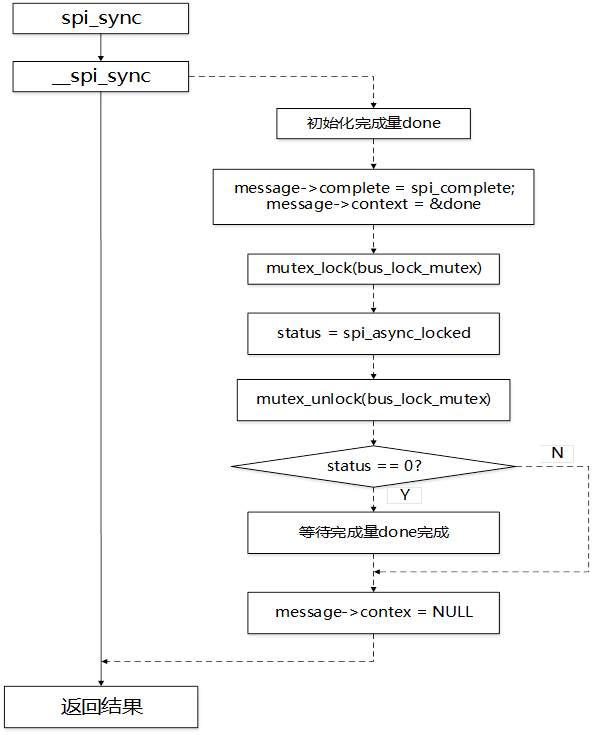 spi_sync
__spi_sync
初始化完成量done
message->complete = spi_complete;
message->context = &done
mutex_lock(bus_lock_mutex)
status = spi_async_locked
mutex_unlock(bus_lock_mutex)
status == 0?
N
Y
等待完成量done完成
message->contex = NULL
返回结果